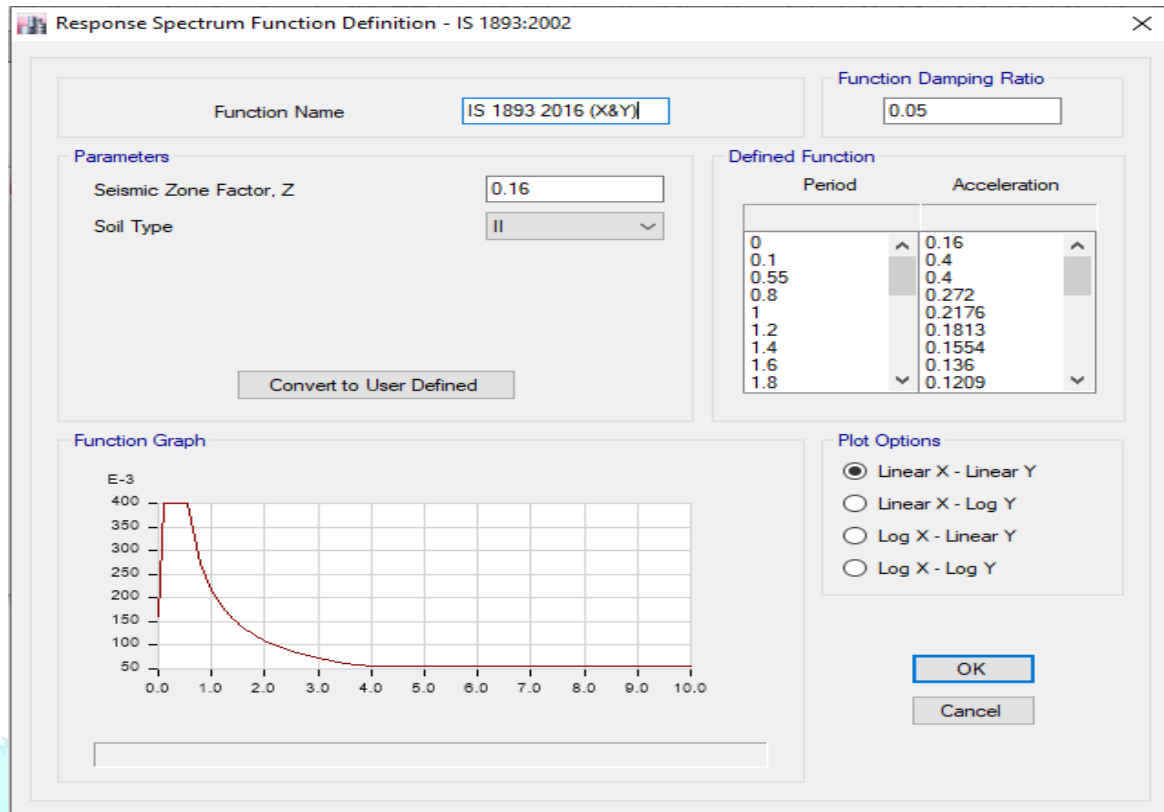 Response Spectrum Function Definition - IS 1893:2002
Function Name
IS 1893 2016 (X&Y)
Function Damping Ratio
0.05
Parameters
Seismic Zone Factor, Z
0.16
Soil Type
II
Convert to User Defined
Defined Function
Period Acceleration
0 0.16
0.1 0.4
0.55 0.4
0.8 0.272
1 0.2176
1.2 0.1813
1.4 0.1554
1.6 0.136
1.8 0.1209
Function Graph
E-3
400
350
300
250
200
150
100
50
0.0 1.0 2.0 3.0 4.0 5.0 6.0 7.0 8.0 9.0 10.0
Plot Options
Linear X - Linear Y
Linear X - Log Y
Log X - Linear Y
Log X - Log Y
OK
Cancel